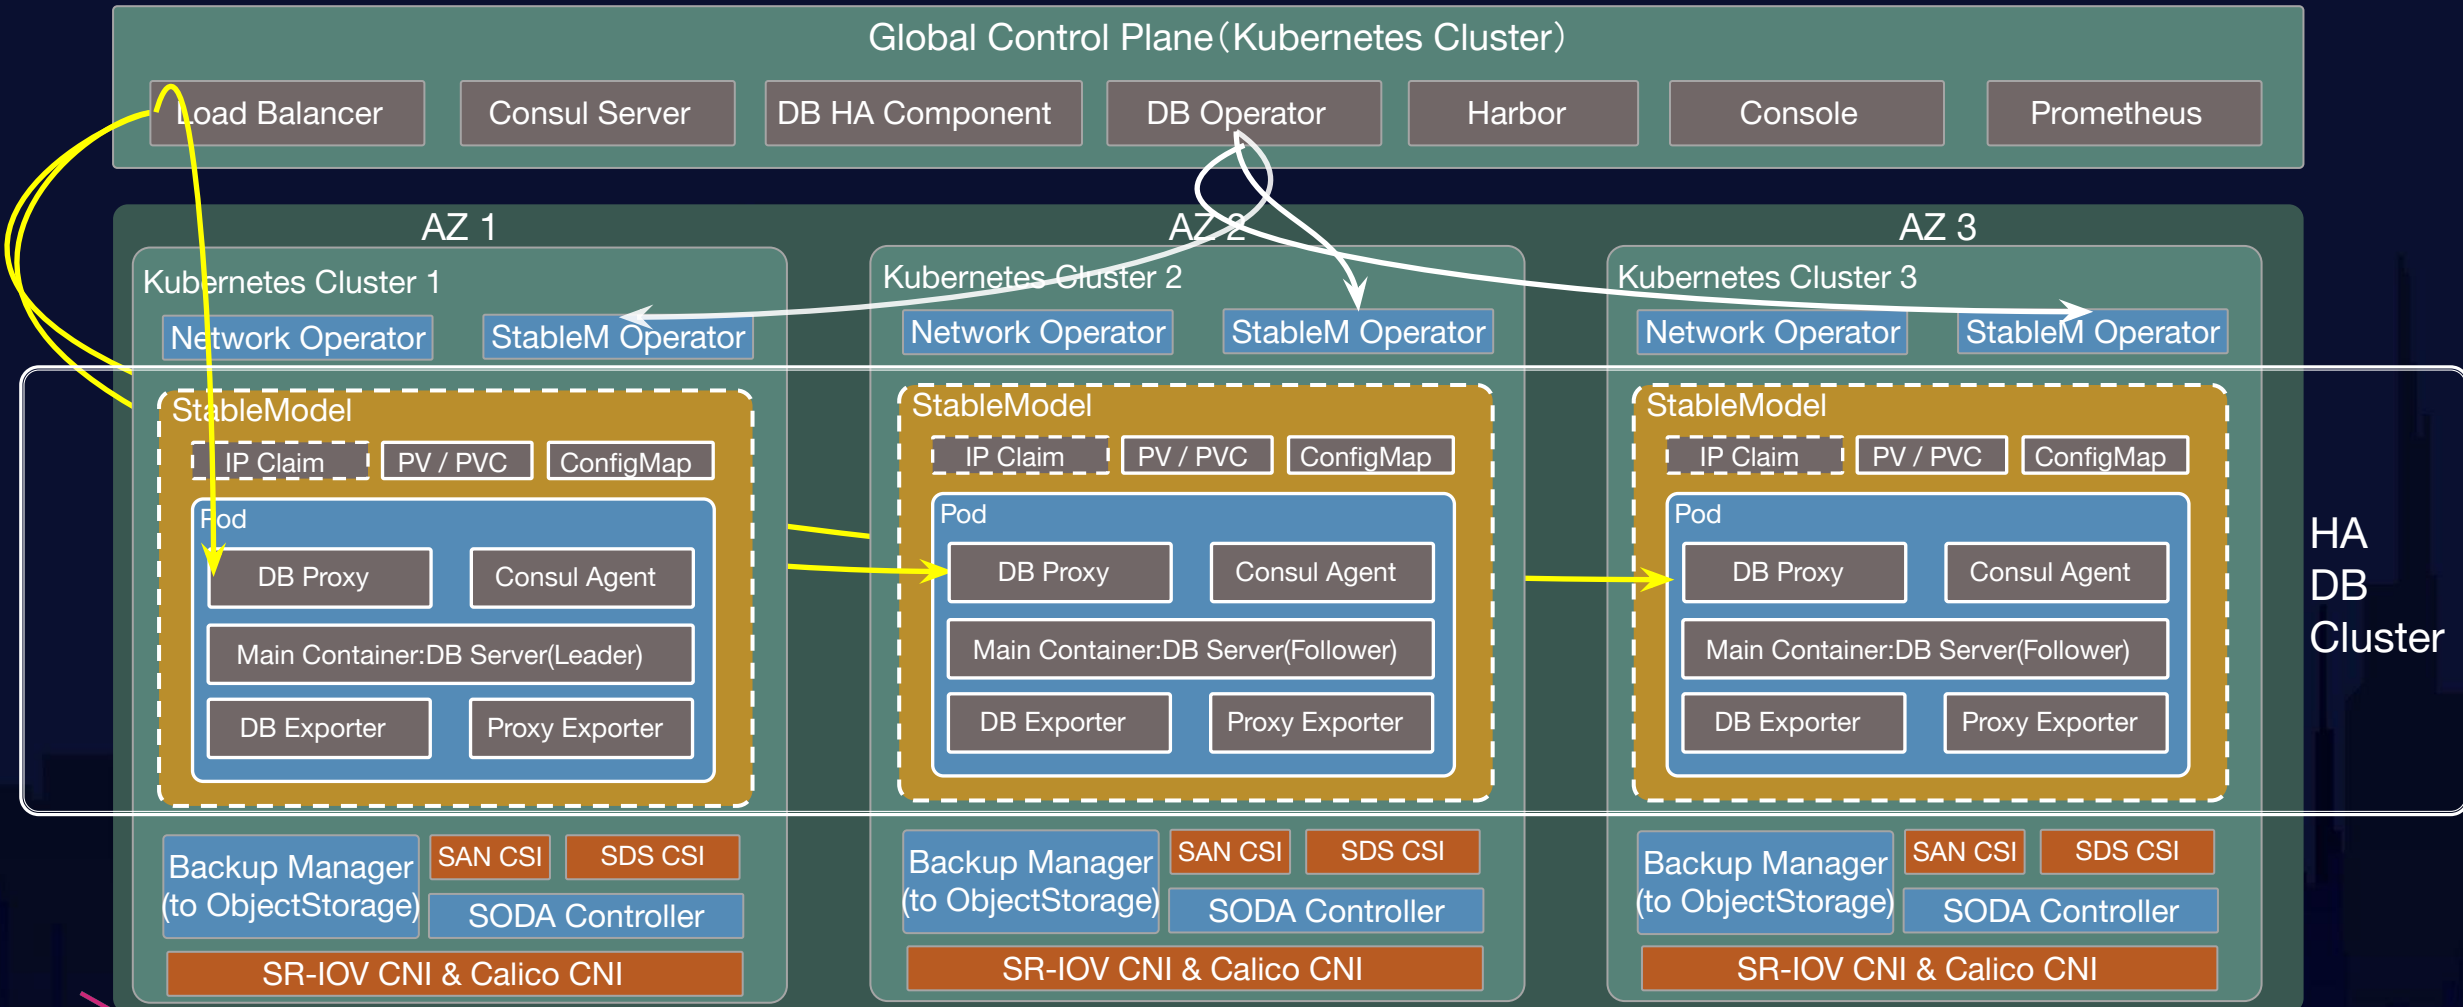 Global Control Plane（Kubernetes Cluster）
Load Balancer
Consul Server
DB HA Component
DB Operator
Harbor
Console
Prometheus
AZ 1
Kubernetes Cluster 1
Network Operator
StableM Operator
StableModel
IP Claim
PV / PVC
ConfigMap
Pod
DB Proxy
Consul Agent
Main Container:DB Server(Leader)
DB Exporter
Proxy Exporter
Backup Manager
(to ObjectStorage)
SAN CSI
SDS CSI
SODA Controller
SR-IOV CNI & Calico CNI
AZ 2
Kubernetes Cluster 2
Network Operator
StableM Operator
StableModel
IP Claim
PV / PVC
ConfigMap
Pod
DB Proxy
Consul Agent
Main Container:DB Server(Follower)
DB Exporter
Proxy Exporter
Backup Manager
(to ObjectStorage)
SAN CSI
SDS CSI
SODA Controller
SR-IOV CNI & Calico CNI
AZ 3
Kubernetes Cluster 3
Network Operator
StableM Operator
StableModel
IP Claim
PV / PVC
ConfigMap
Pod
DB Proxy
Consul Agent
Main Container:DB Server(Follower)
DB Exporter
Proxy Exporter
Backup Manager
(to ObjectStorage)
SAN CSI
SDS CSI
SODA Controller
SR-IOV CNI & Calico CNI
HA
DB
Cluster